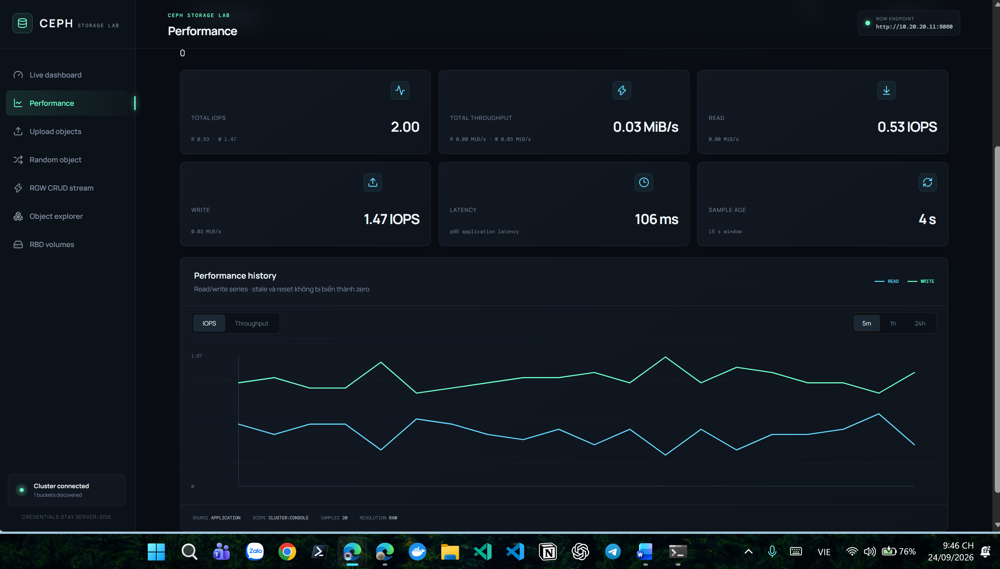 CEPH STORAGE LAB
Live dashboard
Performance
Upload objects
Random object
RGW CRUD stream
Object explorer
RBD volumes
Cluster connected
1 buckets discovered
CREDENTIALS STAY SERVER-SIDE
CEPH STORAGE LAB
Performance
RGW ENDPOINT
http://10.20.20.11:8080
0
TOTAL IOPS
2.00
R 0.53 · W 1.47
TOTAL THROUGHPUT
0.03 MiB/s
R 0.00 MiB/s · W 0.03 MiB/s
READ
0.53 IOPS
0.00 MiB/s
WRITE
1.47 IOPS
0.03 MiB/s
LATENCY
106 ms
p95 application latency
SAMPLE AGE
4 s
15 s window
Performance history
Read/write series · stale và reset không bị biến thành zero
READ WRITE
IOPS Throughput
5m 1h 24h
1.67
0
SOURCE APPLICATION SCOPE CLUSTER:CONSOLE SAMPLES 20 RESOLUTION RAW
Zalo
VIE
76%
9:46 CH
24/09/2026